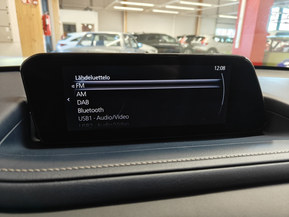 12:08
Lähdeluettelo
FM
AM
DAB
Bluetooth
USB1 - Audio/Video